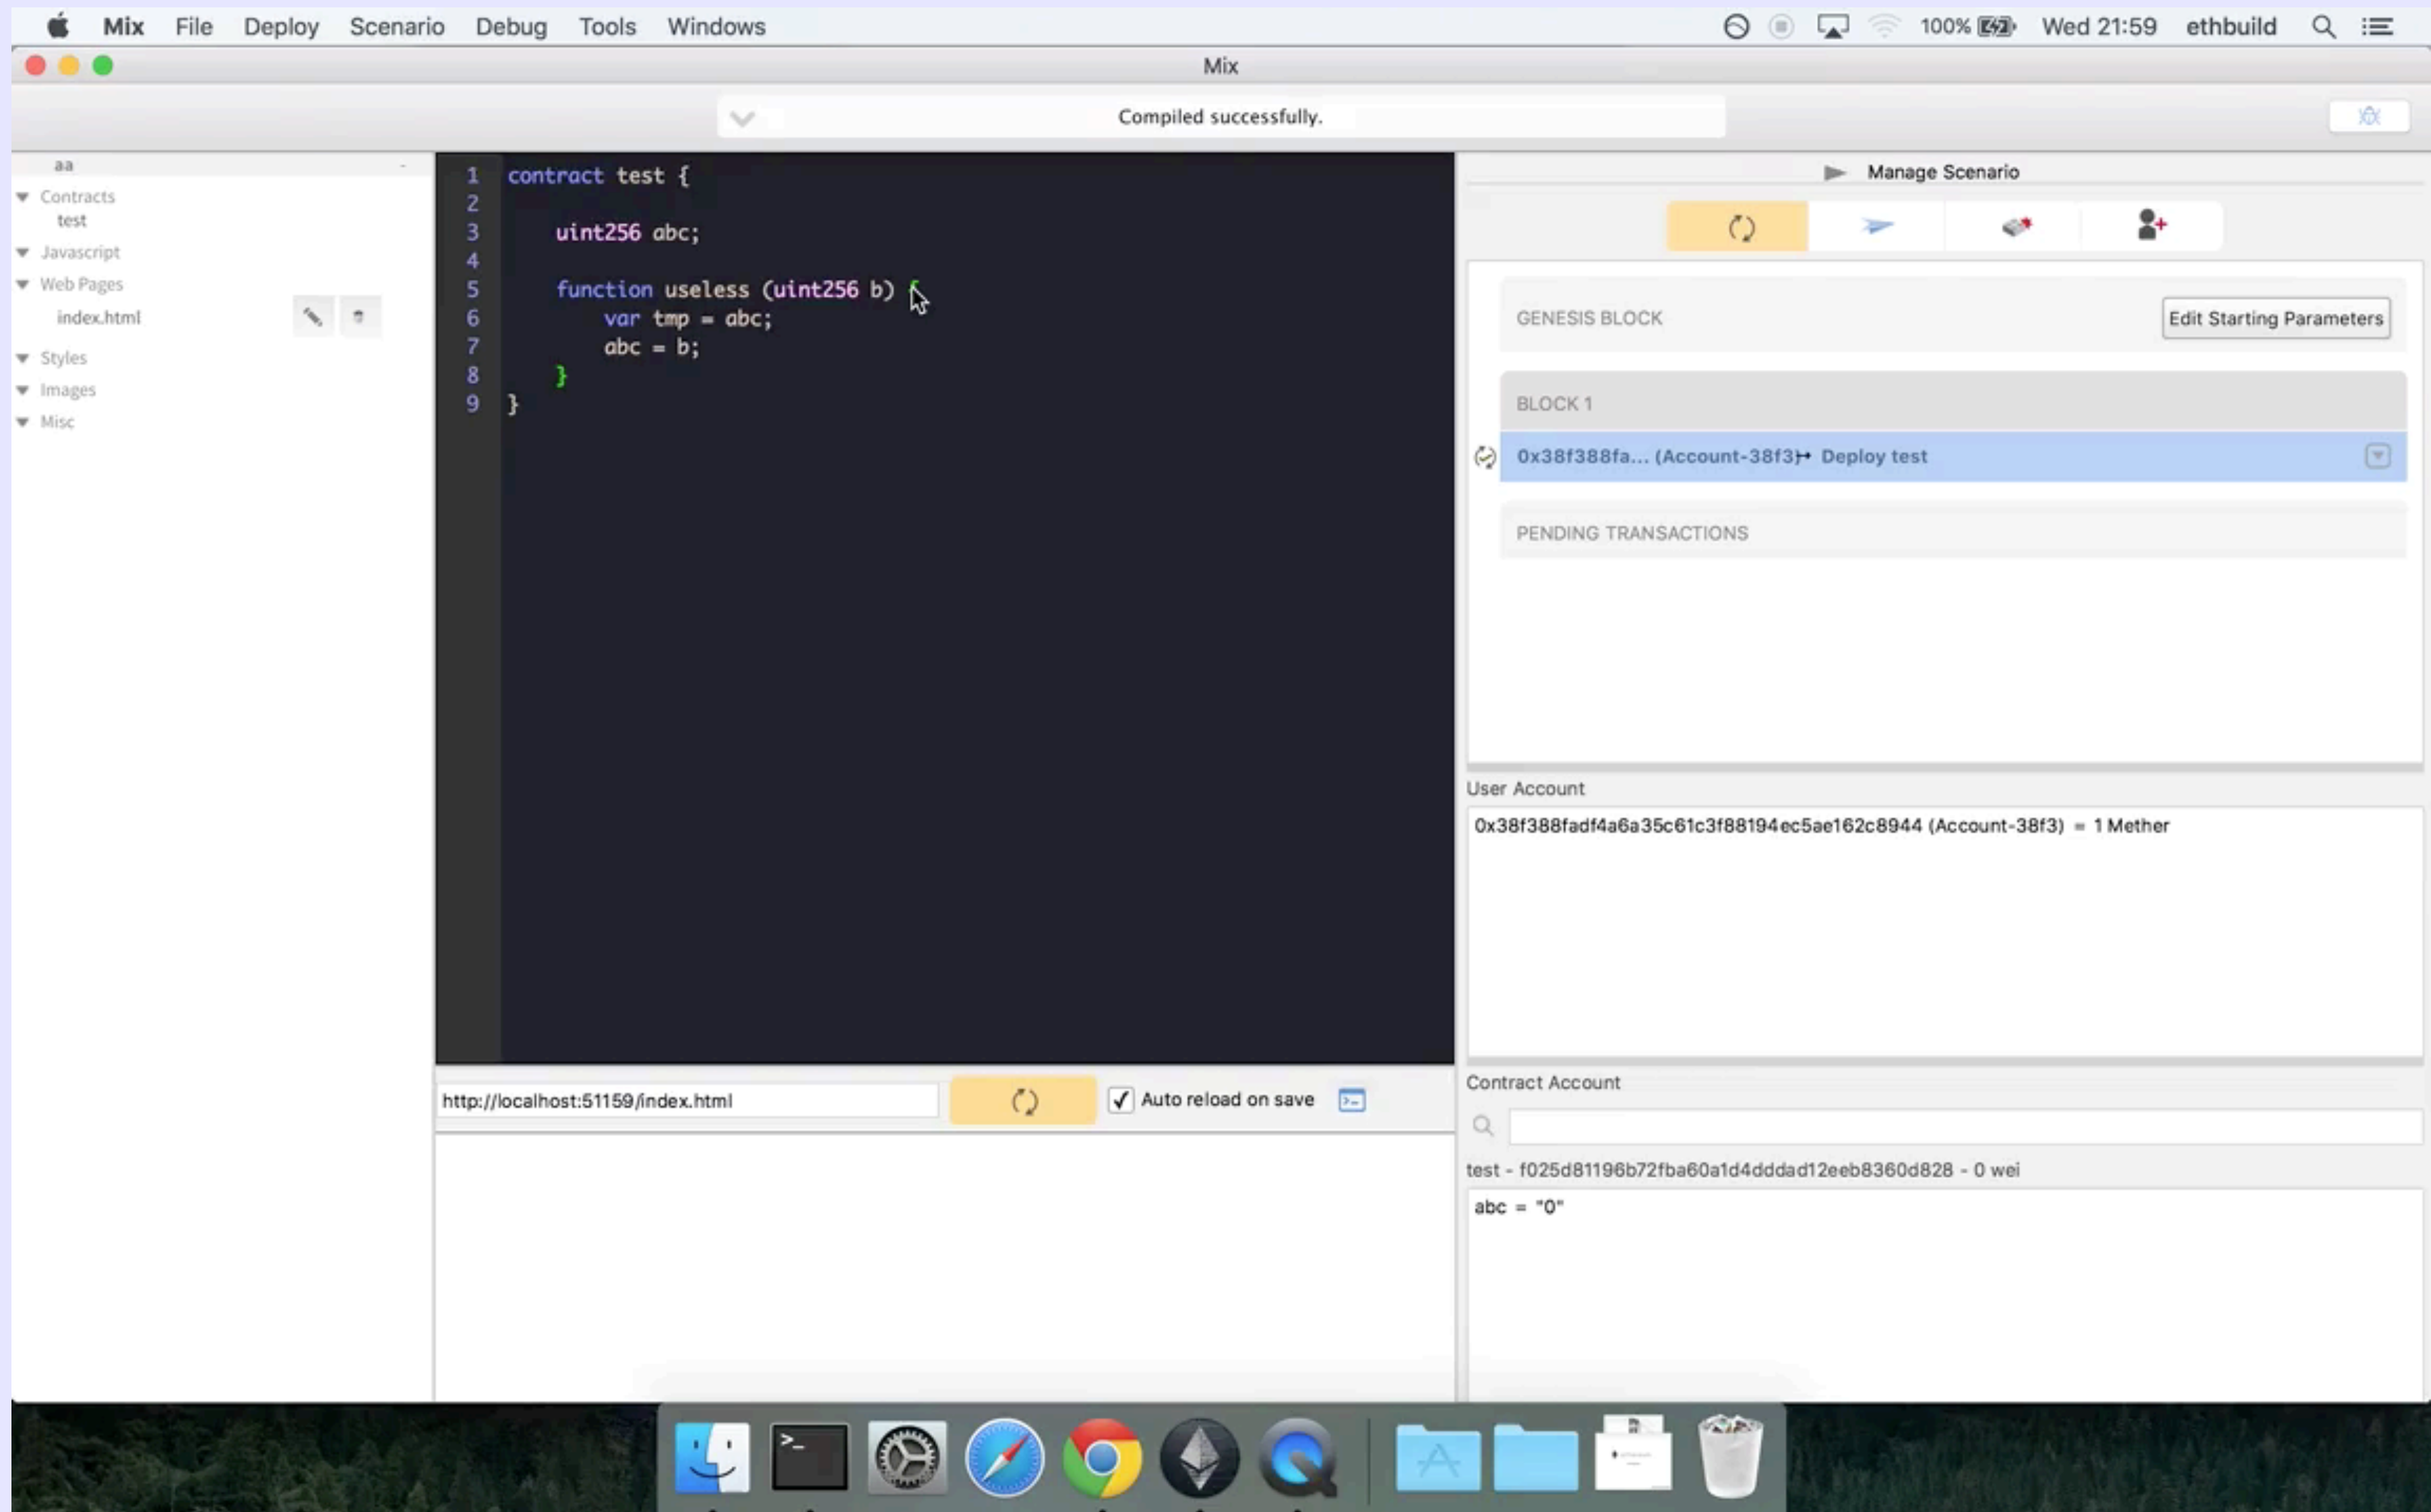 Mix File Deploy Scenario Debug Tools Windows 100% Wed 21:59 ethbuild
Mix
Compiled successfully.
aa -
Contracts
test
Javascript
Web Pages
index.html
Styles
Images
Misc
1 contract test {
2
3 uint256 abc;
4
5 function useless (uint256 b) {
6 var tmp = abc;
7 abc = b;
8 }
9 }
http://localhost:51159/index.html
Auto reload on save
Manage Scenario
GENESIS BLOCK
Edit Starting Parameters
BLOCK 1
0x38f388fa... (Account-38f3) Deploy test
PENDING TRANSACTIONS
User Account
0x38f388fadf4a6a35c61c3f88194ec5ae162c8944 (Account-38f3) = 1 Mether
Contract Account
test - f025d81196b72fba60a1d4dddad12eeb8360d828 - 0 wei
abc = "0"